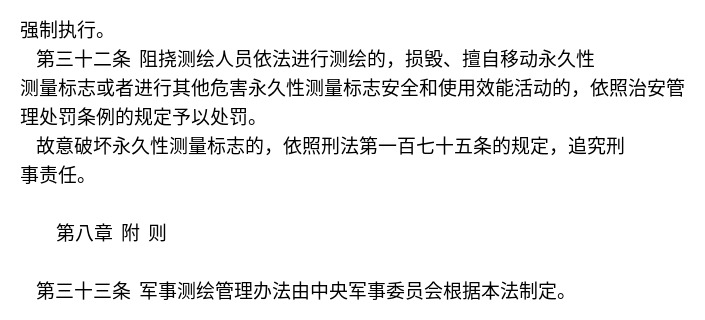 强制执行。
第三十二条 阻挠测绘人员依法进行测绘的，损毁、擅自移动永久性
测量标志或者进行其他危害永久性测量标志安全和使用效能活动的，依照治安管
理处罚条例的规定予以处罚。
故意破坏永久性测量标志的，依照刑法第一百七十五条的规定，追究刑
事责任。
第八章 附 则
第三十三条 军事测绘管理办法由中央军事委员会根据本法制定。